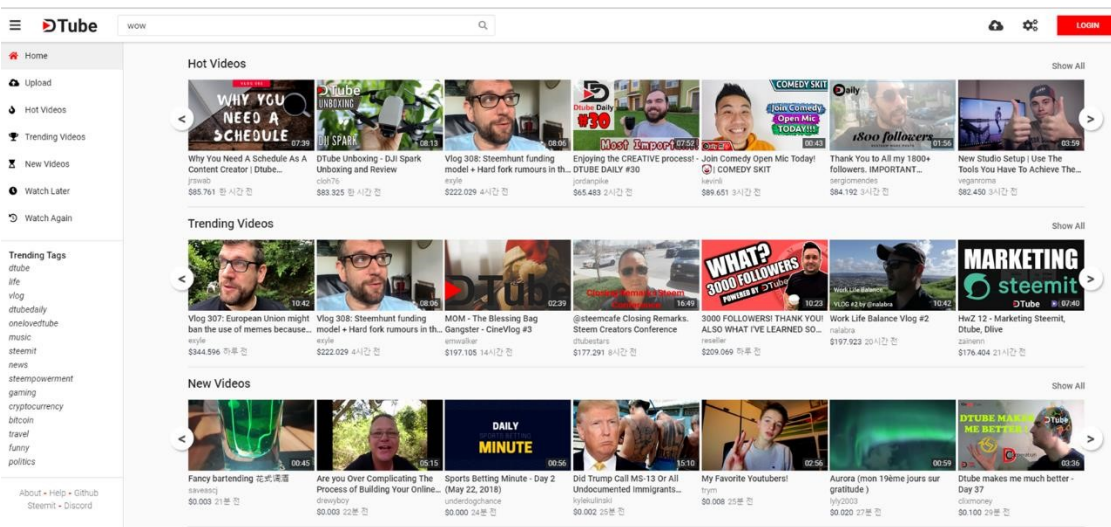 DTube
wow
LOGIN
Home
Upload
Hot Videos
Trending Videos
New Videos
Watch Later
Watch Again
Trending Tags
dtube
life
vlog
dtubedaily
onelovedtube
music
steemit
news
steempowerment
gaming
cryptocurrency
bitcoin
travel
funny
politics
About • Help • Github
Steemit • Discord
Hot Videos
Show All
WHY YOU
NEED A
SCHEDULE
07:39
Why You Need A Schedule As A
Content Creator | Dtube...
jrswab
$85.761 한 시간 전
DTube
UNBOXING
DJI SPARK
08:13
DTube Unboxing - DJI Spark
Unboxing and Review
cloh76
$83.325 한 시간 전
08:06
Vlog 308: Steemhunt funding
model + Hard fork rumours in th...
exyle
$222.029 4시간 전
Dtube Daily
#30
07:52
Enjoying the CREATIVE process! -
DTUBE DAILY #30
jordanpike
$65.483 2시간 전
COMEDY SKIT
Join Comedy
Open Mic
TODAY!!!
00:43
Join Comedy Open Mic Today!
| COMEDY SKIT
kevinli
$89.651 3시간 전
Daily
1800 followers
01:56
Thank You to All my 1800+
followers. IMPORTANT...
sergiomendes
$84.192 3시간 전
03:59
New Studio Setup | Use The
Tools You Have To Achieve The...
veganroma
$82.450 3시간 전
Trending Videos
Show All
10:42
Vlog 307: European Union might
ban the use of memes because...
exyle
$344.596 하루 전
08:06
Vlog 308: Steemhunt funding
model + Hard fork rumours in th...
exyle
$222.029 4시간 전
DTube
02:39
MOM - The Blessing Bag
Gangster - CineVlog #3
emwalker
$197.105 14시간 전
Closing Remarks Steem
16:49
@steemcafe Closing Remarks.
Steem Creators Conference
dtubestars
$177.291 8시간 전
WHAT?
3000 FOLLOWERS
POWERED BY DTube
10:23
3000 FOLLOWERS! THANK YOU!
ALSO WHAT I'VE LEARNED SO...
reseller
$209.069 하루 전
Work Life Balance
VLOG #2 by @nalabra
10:42
Work Life Balance Vlog #2
nalabra
$197.923 20시간 전
MARKETING
steemit
DTube
07:40
HwZ 12 - Marketing Steemit,
Dtube, Dlive
zainenn
$176.404 21시간 전
New Videos
Show All
00:45
Fancy bartending 花式调酒
saveascj
$0.003 21분 전
05:15
Are you Over Complicating The
Process of Building Your Online...
drawyboy
$0.003 22분 전
DAILY
SPORTS BETTING
MINUTE
00:56
Sports Betting Minute - Day 2
(May 22, 2018)
underdogchance
$0.000 24분 전
15:10
Did Trump Call MS-13 Or All
Undocumented Immigrants...
kylekulinski
$0.002 25분 전
02:56
My Favorite Youtubers!
trym
$0.008 25분 전
00:59
Aurora (mon 19ème jours sur
gratitude )
lyly2003
$0.020 27분 전
DTUBE MAKES
ME BETTER
DTube
03:36
Dtube makes me much better -
Day 37
clixmoney
$0.100 29분 전